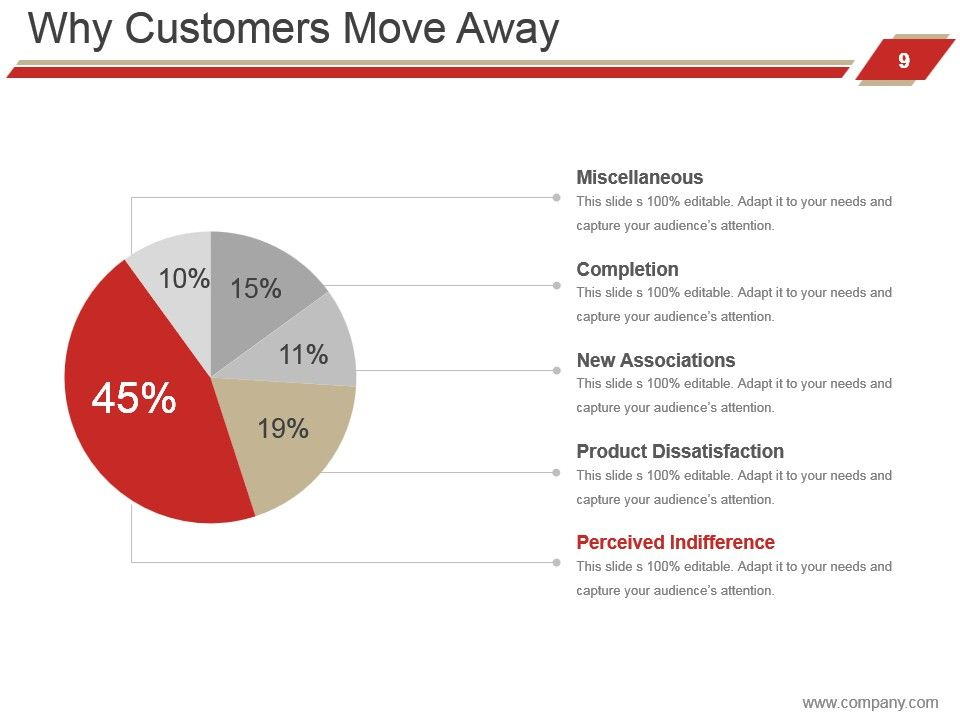 Why Customers Move Away
9
Miscellaneous
This slide s 100% editable. Adapt it to your needs and
capture your audience’s attention.
Completion
This slide s 100% editable. Adapt it to your needs and
capture your audience’s attention.
New Associations
This slide s 100% editable. Adapt it to your needs and
capture your audience’s attention.
Product Dissatisfaction
This slide s 100% editable. Adapt it to your needs and
capture your audience’s attention.
Perceived Indifference
This slide s 100% editable. Adapt it to your needs and
capture your audience’s attention.
10%
15%
11%
45%
19%
www.company.com